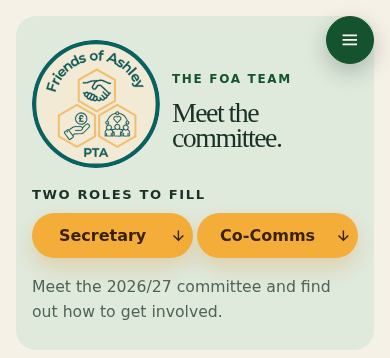 Friends of Ashley
£
PTA
THE FOA TEAM
Meet the
committee.
TWO ROLES TO FILL
Secretary ↓
Co-Comms ↓
Meet the 2026/27 committee and find
out how to get involved.